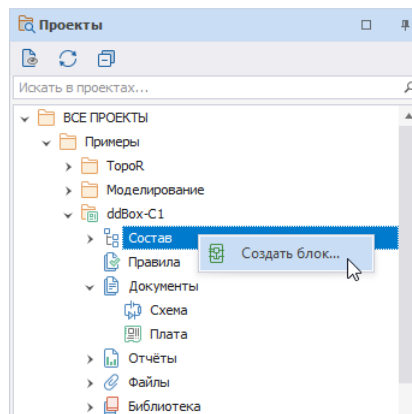 Проекты
Искать в проектах...
ВСЕ ПРОЕКТЫ
Примеры
TopoR
Моделирование
ddBox-C1
Состав
Создать блок...
Правила
Документы
Схема
Плата
Отчёты
Файлы
Библиотека